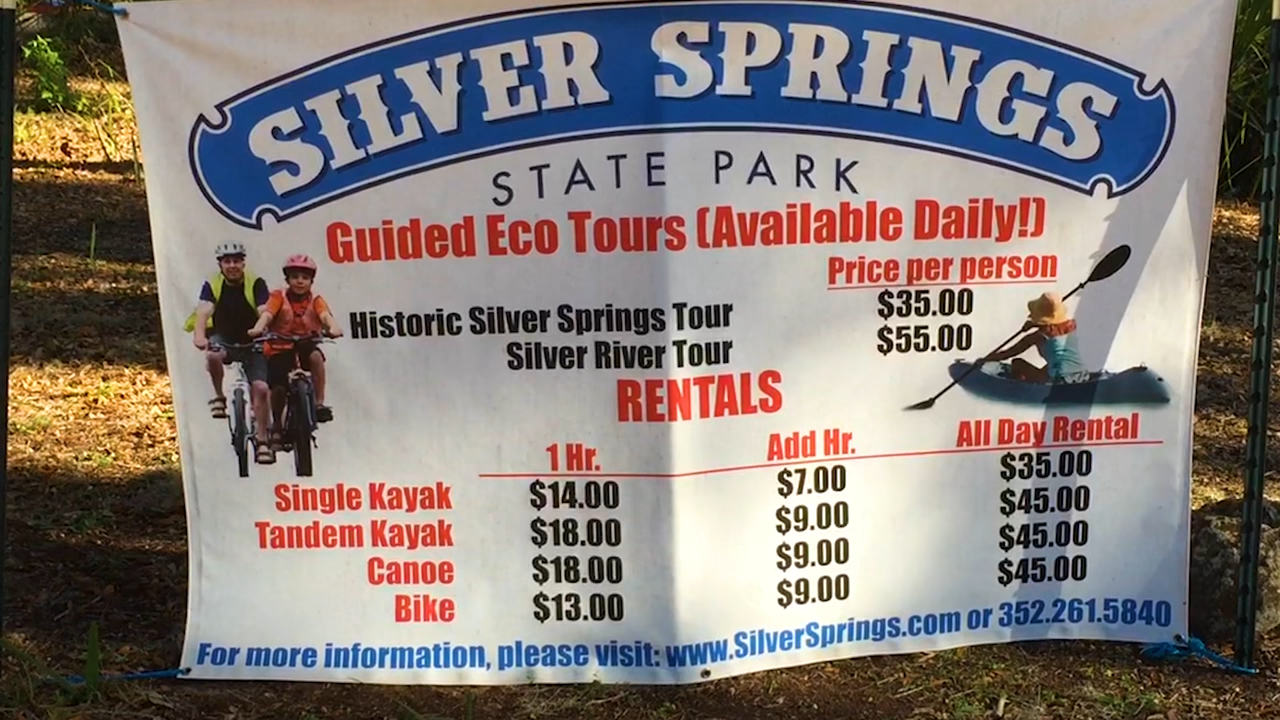 SILVER SPRINGS
STATE PARK
Guided Eco Tours (Available Daily!)
Price per person
Historic Silver Springs Tour $35.00
Silver River Tour $55.00
RENTALS
1 Hr. Add Hr. All Day Rental
Single Kayak $14.00 $7.00 $35.00
Tandem Kayak $18.00 $9.00 $45.00
Canoe $18.00 $9.00 $45.00
Bike $13.00 $9.00 $45.00
For more information, please visit: www.SilverSprings.com or 352.261.5840